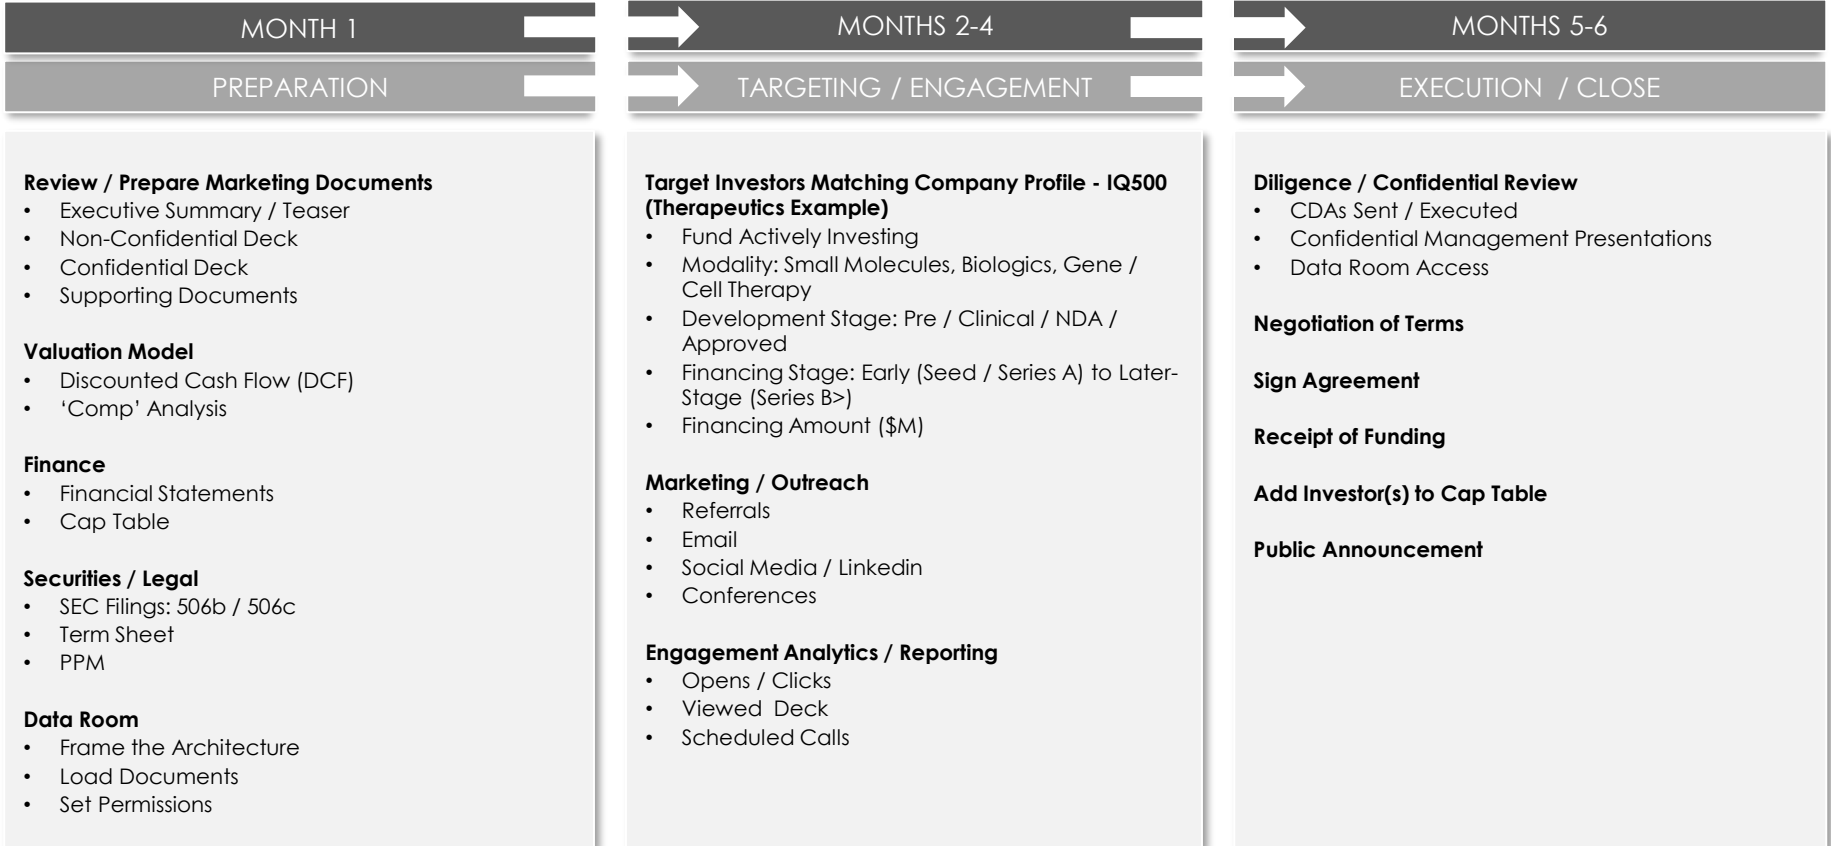 MONTH 1
MONTHS 2-4
MONTHS 5-6
PREPARATION
TARGETING / ENGAGEMENT
EXECUTION / CLOSE
Review / Prepare Marketing Documents
• Executive Summary / Teaser
• Non-Confidential Deck
• Confidential Deck
• Supporting Documents
Valuation Model
• Discounted Cash Flow (DCF)
• ‘Comp’ Analysis
Finance
• Financial Statements
• Cap Table
Securities / Legal
• SEC Filings: 506b / 506c
• Term Sheet
• PPM
Data Room
• Frame the Architecture
• Load Documents
• Set Permissions
Target Investors Matching Company Profile - IQ500
(Therapeutics Example)
• Fund Actively Investing
• Modality: Small Molecules, Biologics, Gene /
Cell Therapy
• Development Stage: Pre / Clinical / NDA /
Approved
• Financing Stage: Early (Seed / Series A) to Later-
Stage (Series B>)
• Financing Amount ($M)
Marketing / Outreach
• Referrals
• Email
• Social Media / Linkedin
• Conferences
Engagement Analytics / Reporting
• Opens / Clicks
• Viewed Deck
• Scheduled Calls
Diligence / Confidential Review
• CDAs Sent / Executed
• Confidential Management Presentations
• Data Room Access
Negotiation of Terms
Sign Agreement
Receipt of Funding
Add Investor(s) to Cap Table
Public Announcement